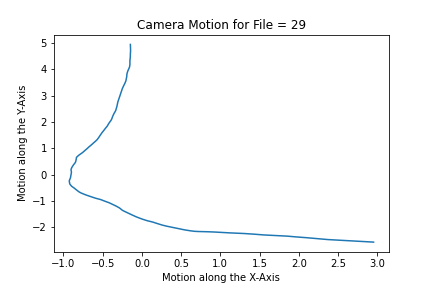 Camera Motion for File = 29
Motion along the Y-Axis
5
4
3
2
1
0
−1
−2
−1.0 −0.5 0.0 0.5 1.0 1.5 2.0 2.5 3.0
Motion along the X-Axis